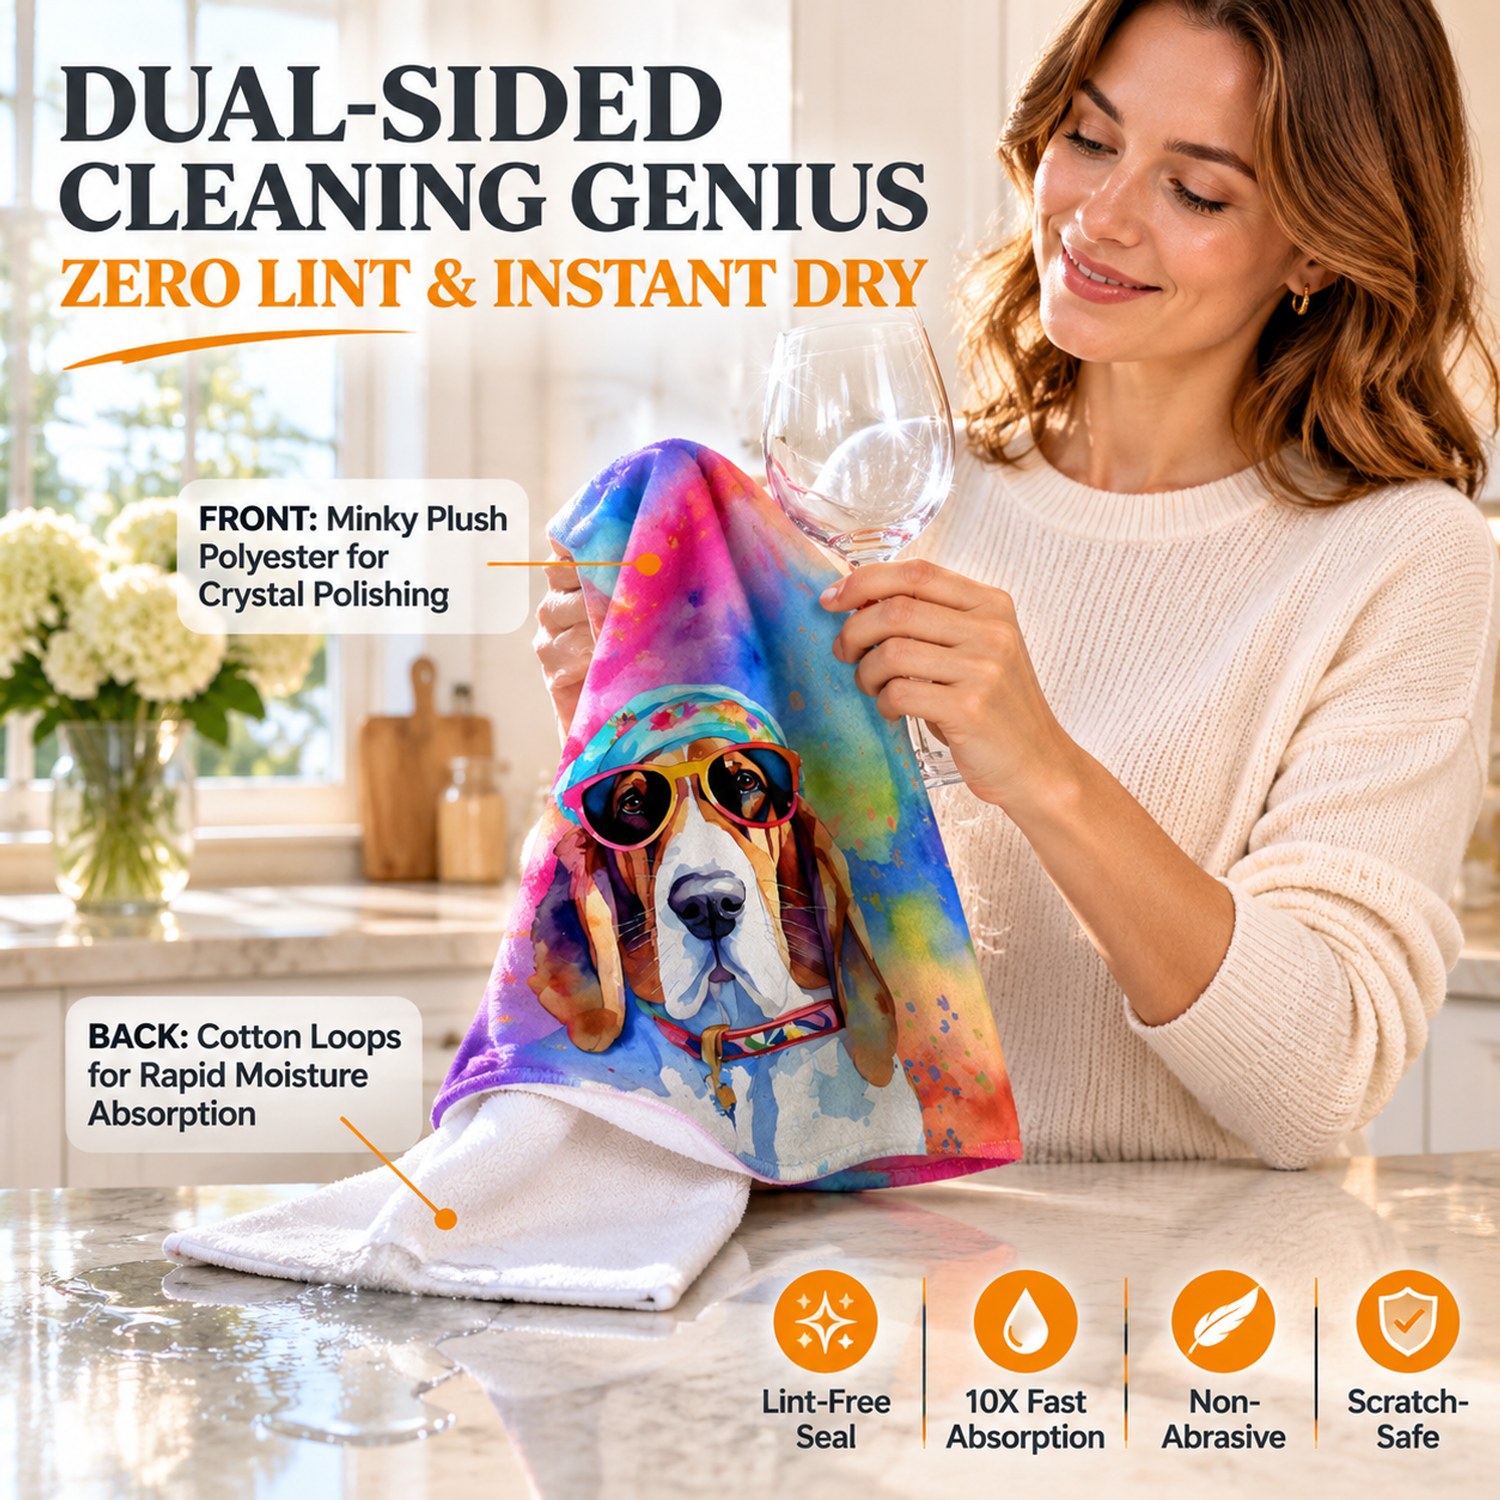 DUAL-SIDED
CLEANING GENIUS
ZERO LINT & INSTANT DRY
FRONT: Minky Plush
Polyester for
Crystal Polishing
BACK: Cotton Loops
for Rapid Moisture
Absorption
Lint-Free
Seal
10X Fast
Absorption
Non-
Abrasive
Scratch-
Safe